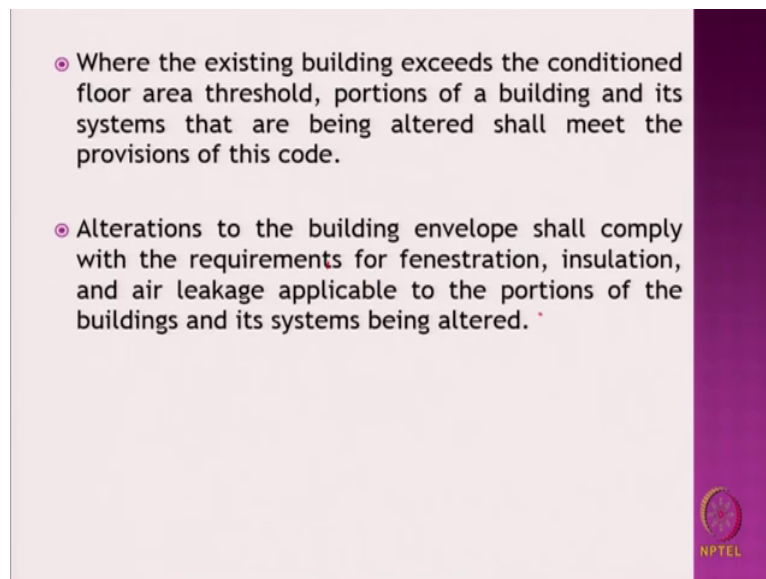 Where the existing building exceeds the conditioned
floor area threshold, portions of a building and its
systems that are being altered shall meet the
provisions of this code.
Alterations to the building envelope shall comply
with the requirements for fenestration, insulation,
and air leakage applicable to the portions of the
buildings and its systems being altered.
NPTEL